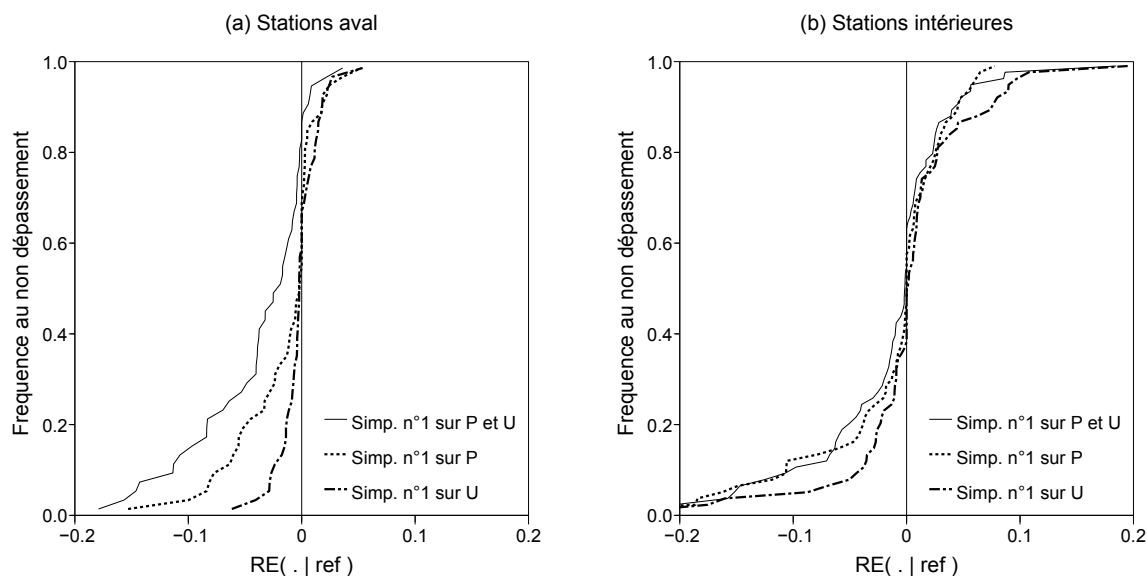 (a) Stations aval
Frequence au non dépassement
1.0
0.8
0.6
0.4
0.2
0.0
Simp. n°1 sur P et U
Simp. n°1 sur P
Simp. n°1 sur U
−0.2
−0.1
0
0.1
0.2
RE( . | ref )
(b) Stations intérieures
Frequence au non dépassement
1.0
0.8
0.6
0.4
0.2
0.0
Simp. n°1 sur P et U
Simp. n°1 sur P
Simp. n°1 sur U
−0.2
−0.1
0
0.1
0.2
RE( . | ref )